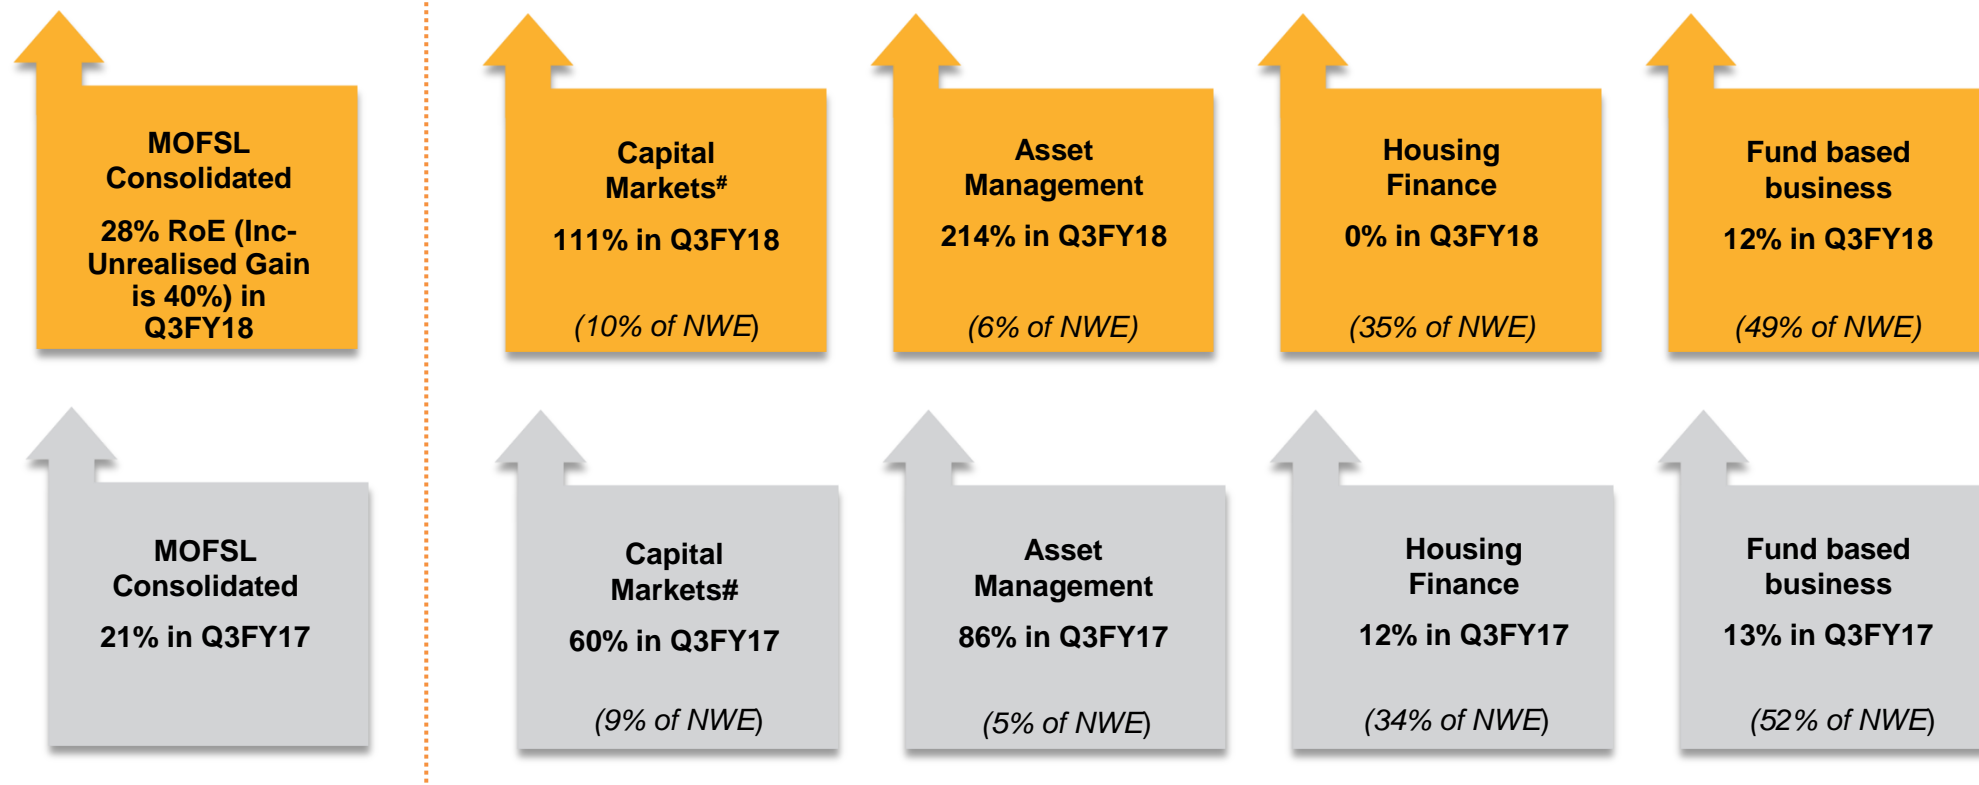 MOFSL
Consolidated
28% RoE (Inc-
Unrealised Gain
is 40%) in
Q3FY18
Capital
Markets#
111% in Q3FY18
(10% of NWE)
Asset
Management
214% in Q3FY18
(6% of NWE)
Housing
Finance
0% in Q3FY18
(35% of NWE)
Fund based
business
12% in Q3FY18
(49% of NWE)
MOFSL
Consolidated
21% in Q3FY17
Capital
Markets#
60% in Q3FY17
(9% of NWE)
Asset
Management
86% in Q3FY17
(5% of NWE)
Housing
Finance
12% in Q3FY17
(34% of NWE)
Fund based
business
13% in Q3FY17
(52% of NWE)